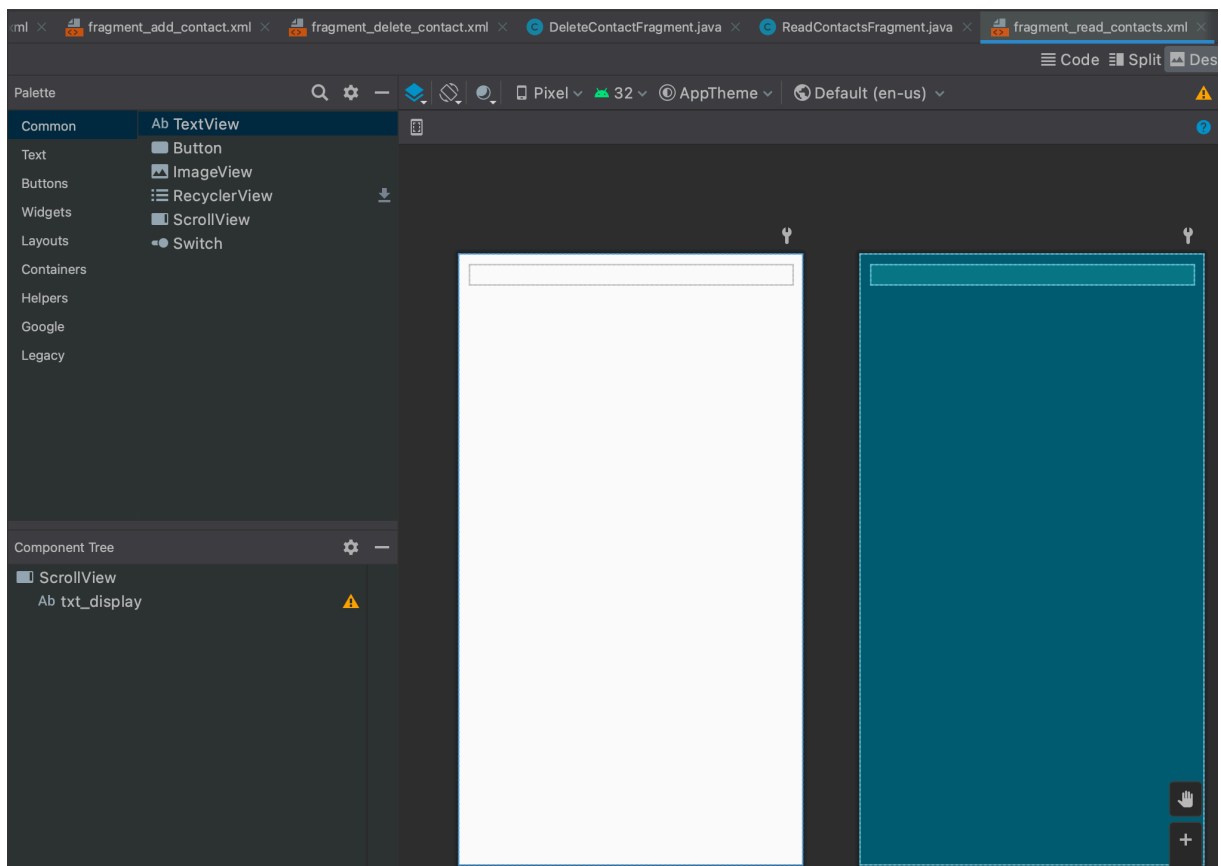 ml fragment_add_contact.xml fragment_delete_contact.xml DeleteContactFragment.java ReadContactsFragment.java fragment_read_contacts.xml
Code Split Des
Palette
Pixel 32 AppTheme Default (en-us)
Common
Text
Buttons
Widgets
Layouts
Containers
Helpers
Google
Legacy
Ab TextView
Button
ImageView
RecyclerView
ScrollView
Switch
?
Component Tree
ScrollView
Ab txt_display
+